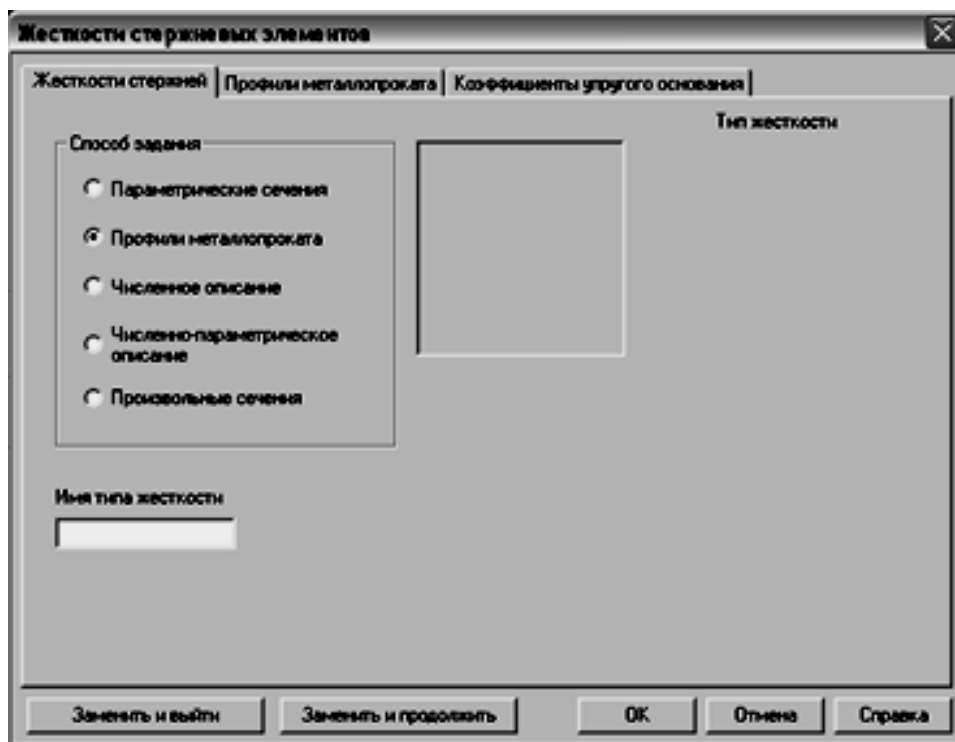 Жесткости стержневых элементов
Жесткости стержней Профили металлопроката Коэффициенты упругого основания
Тип жесткости
Способ задания
Параметрические сечения
Профили металлопроката
Численное описание
Численно-параметрическое
описание
Произвольные сечения
Имя типа жесткости
Заменить и выйти Заменить и продолжить OK Отмена Справка